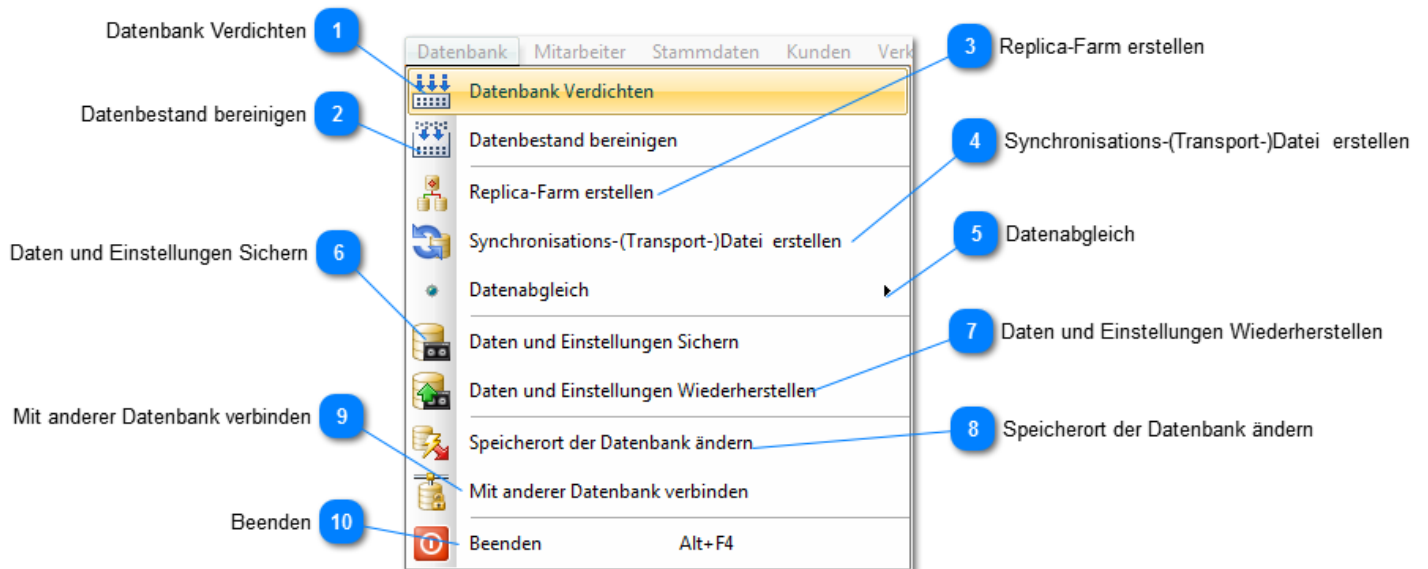 Datenbank Verdichten 1
Datenbestand bereinigen 2
Daten und Einstellungen Sichern 6
Mit anderer Datenbank verbinden 9
Beenden 10
Datenbank Mitarbeiter Stammdaten Kunden Verk
Datenbank Verdichten
Datenbestand bereinigen
Replica-Farm erstellen
Synchronisations-(Transport-)Datei erstellen
Datenabgleich
Daten und Einstellungen Sichern
Daten und Einstellungen Wiederherstellen
Speicherort der Datenbank ändern
Mit anderer Datenbank verbinden
Beenden Alt+F4
3 Replica-Farm erstellen
4 Synchronisations-(Transport-)Datei erstellen
5 Datenabgleich
7 Daten und Einstellungen Wiederherstellen
8 Speicherort der Datenbank ändern